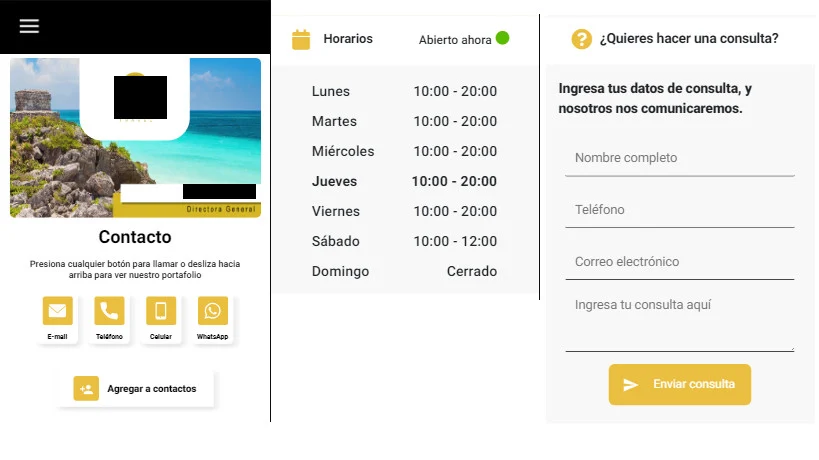 Directora General
Contacto
Presiona cualquier botón para llamar o desliza hacia
arriba para ver nuestro portafolio
E-mail Teléfono Celular WhatsApp
Agregar a contactos
Horarios Abierto ahora
Lunes 10:00 - 20:00
Martes 10:00 - 20:00
Miércoles 10:00 - 20:00
Jueves 10:00 - 20:00
Viernes 10:00 - 20:00
Sábado 10:00 - 12:00
Domingo Cerrado
¿Quieres hacer una consulta?
Ingresa tus datos de consulta, y
nosotros nos comunicaremos.
Nombre completo
Teléfono
Correo electrónico
Ingresa tu consulta aquí
Enviar consulta